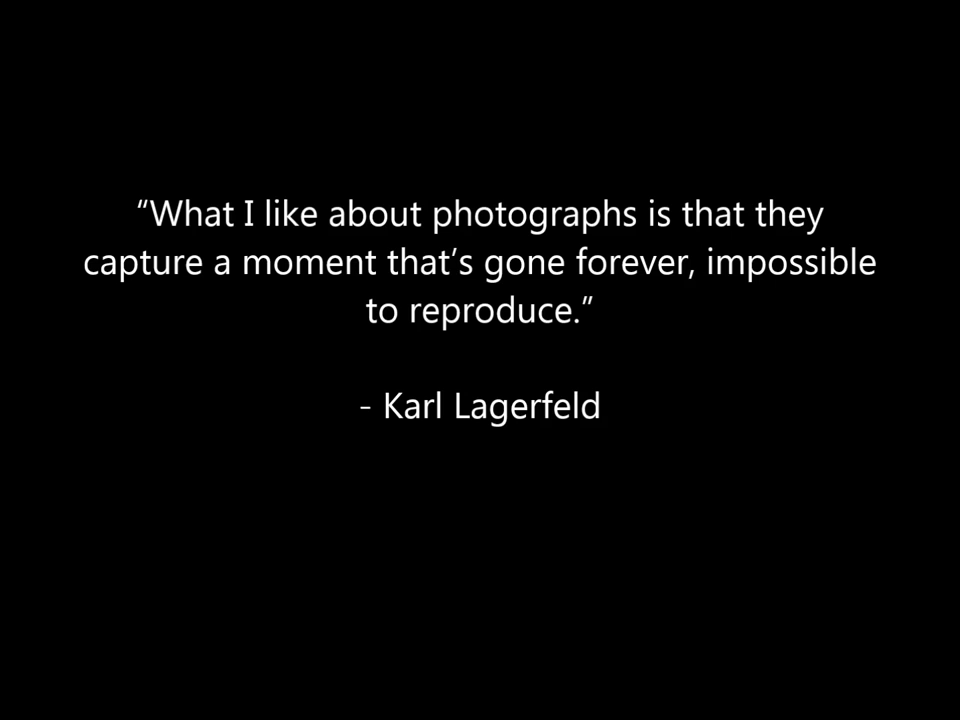 “What I like about photographs is that they
capture a moment that’s gone forever, impossible
to reproduce.”
- Karl Lagerfeld